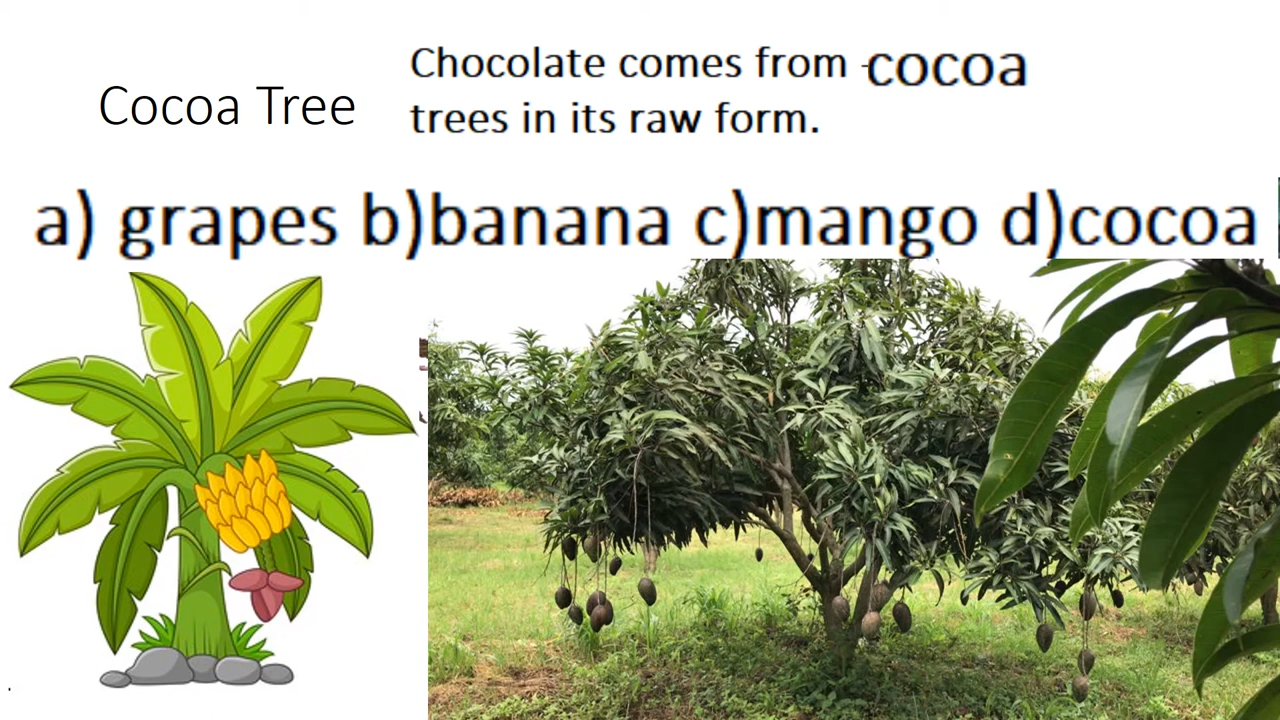 Cocoa Tree
Chocolate comes from -cocoa
trees in its raw form.
a) grapes b)banana c)mango d)cocoa